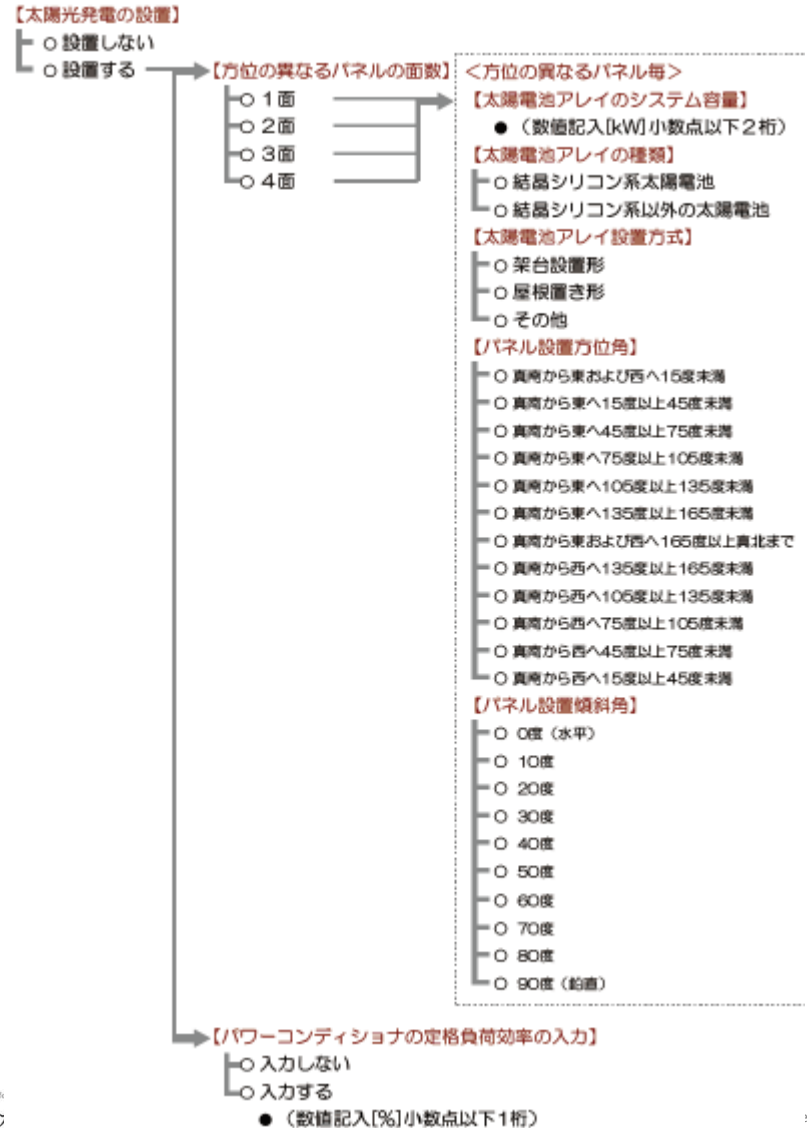 【太陽光発電の設置】
○ 設置しない
○ 設置する
【方位の異なるパネルの面数】
○ 1面
○ 2面
○ 3面
○ 4面
＜方位の異なるパネル毎＞
【太陽電池アレイのシステム容量】
●（数値記入[kW]小数点以下2桁）
【太陽電池アレイの種類】
○ 結晶シリコン系太陽電池
○ 結晶シリコン系以外の太陽電池
【太陽電池アレイ設置方式】
○ 架台設置形
○ 屋根置き形
○ その他
【パネル設置方位角】
○ 真南から東および西へ15度未満
○ 真南から東へ15度以上45度未満
○ 真南から東へ45度以上75度未満
○ 真南から東へ75度以上105度未満
○ 真南から東へ105度以上135度未満
○ 真南から東へ135度以上165度未満
○ 真南から東および西へ165度以上真北まで
○ 真南から西へ135度以上165度未満
○ 真南から西へ105度以上135度未満
○ 真南から西へ75度以上105度未満
○ 真南から西へ45度以上75度未満
○ 真南から西へ15度以上45度未満
【パネル設置傾斜角】
○ 0度（水平）
○ 10度
○ 20度
○ 30度
○ 40度
○ 50度
○ 60度
○ 70度
○ 80度
○ 90度（鉛直）
【パワーコンディショナの定格負荷効率の入力】
○ 入力しない
○ 入力する
●（数値記入[%]小数点以下1桁）